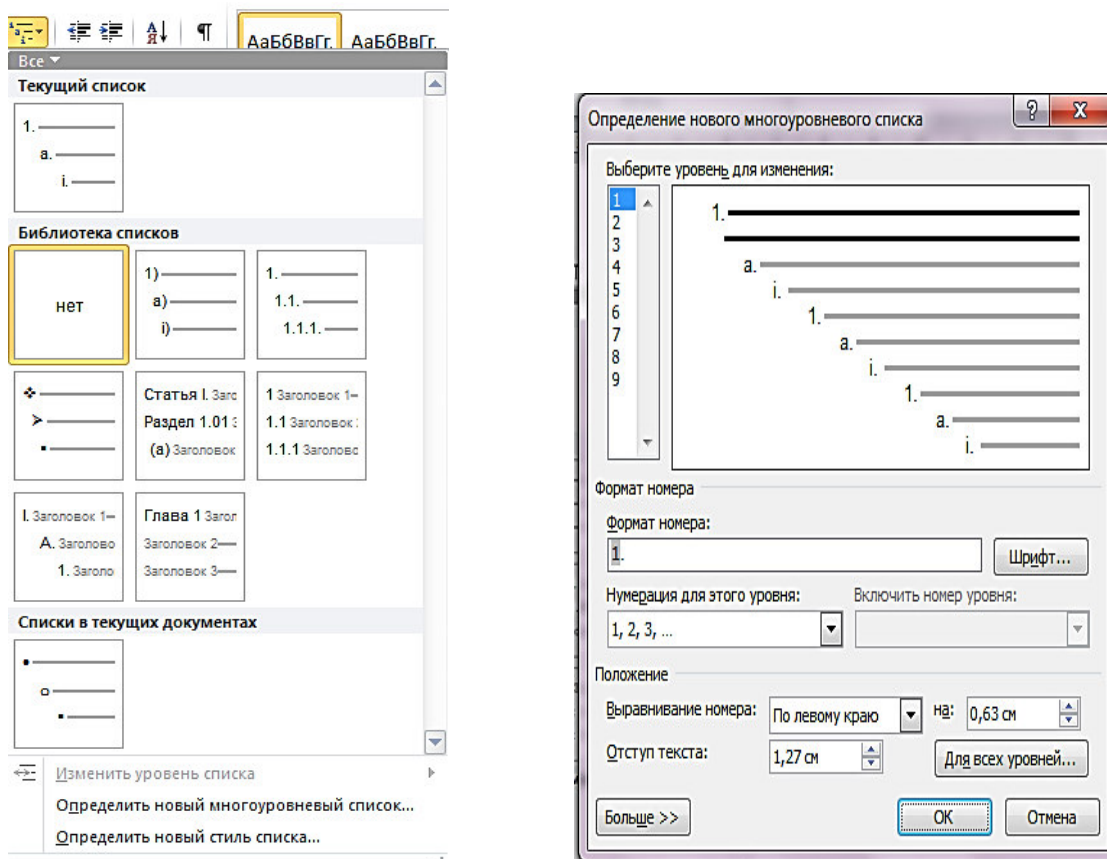 АаБбВвГг. АаБбВвГг.
Все
Текущий список
1.
a.
i.
Библиотека списков
нет
1)
a)
i)
1.
1.1.
1.1.1.
Статья I. Загс
Раздел 1.01 З
(a) Заголовок
1 Заголовок 1
1.1 Заголовок
1.1.1 Заголовс
I. Заголовок 1
A. Заголово
1. Заголо
Глава 1 Загол
Заголовок 2
Заголовок 3
Списки в текущих документах
Изменить уровень списка
Определить новый многоуровневый список...
Определить новый стиль списка...
Определение нового многоуровневого списка
Выберите уровень для изменения:
1
2
3
4
5
6
7
8
9
1.
a.
i.
1.
a.
i.
1.
a.
i.
Формат номера
Формат номера:
1.
Шрифт...
Нумерация для этого уровня: Включить номер уровня:
1, 2, 3, ...
Положение
Выравнивание номера: По левому краю на: 0,63 см
Отступ текста: 1,27 см Для всех уровней...
Больше >> ОК Отмена